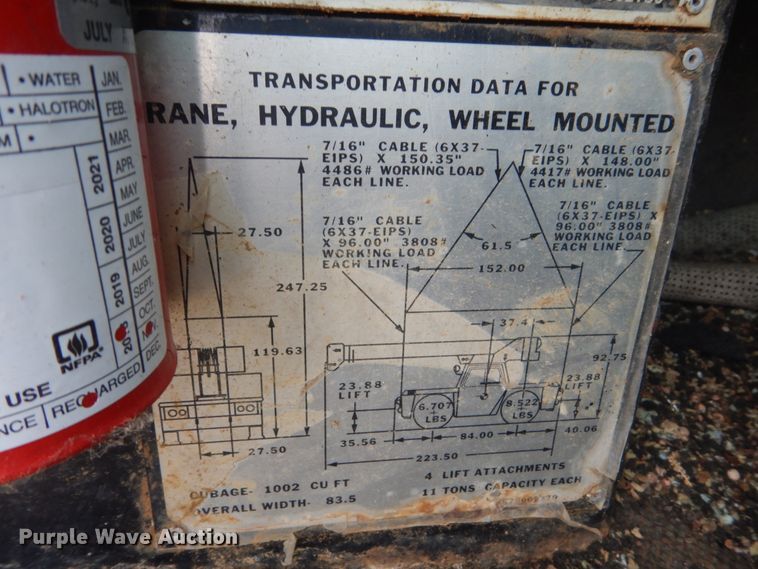 JULY
• WATER
• HALOTRON
JAN.
FEB.
MAR.
APR.
MAY
JUNE
JULY
AUG.
SEPT.
OCT.
NOV.
DEC.
2021
2020
2019
NFPA
USE
RECHARGED
TRANSPORTATION DATA FOR
RANE, HYDRAULIC, WHEEL MOUNTED
7/16" CABLE (6X37-
EIPS) X 150.35"
4486# WORKING LOAD
EACH LINE.
7/16" CABLE (6X37-
EIPS) X 148.00"
4417# WORKING LOAD
EACH LINE.
7/16" CABLE
(6X37-EIPS)
X 96.00" 3808#
WORKING LOAD
EACH LINE.
7/16" CABLE
(6X37-EIPS) X
96.00" 3808#
WORKING LOAD
EACH LINE.
27.50
61.5
152.00
247.25
119.63
37.4
92.75
23.88
LIFT
23.88
LIFT
6.707
LBS
8.522
LBS
35.56
84.00
40.06
27.50
223.50
CUBAGE- 1002 CU FT
OVERALL WIDTH- 83.5
4 LIFT ATTACHMENTS
11 TONS CAPACITY EACH
Purple Wave Auction